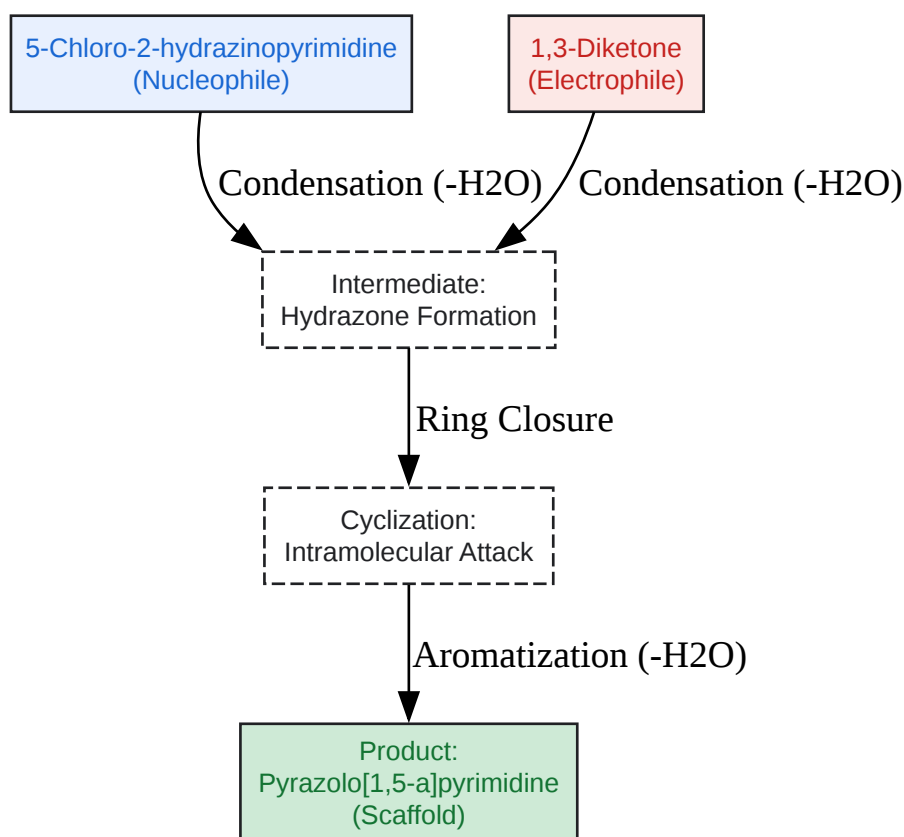 5-Chloro-2-hydrazinopyrimidine
(Nucleophile)
1,3-Diketone
(Electrophile)
Condensation (-H2O)
Condensation (-H2O)
Intermediate:
Hydrazone Formation
Ring Closure
Cyclization:
Intramolecular Attack
Aromatization (-H2O)
Product:
Pyrazolo[1,5-a]pyrimidine
(Scaffold)